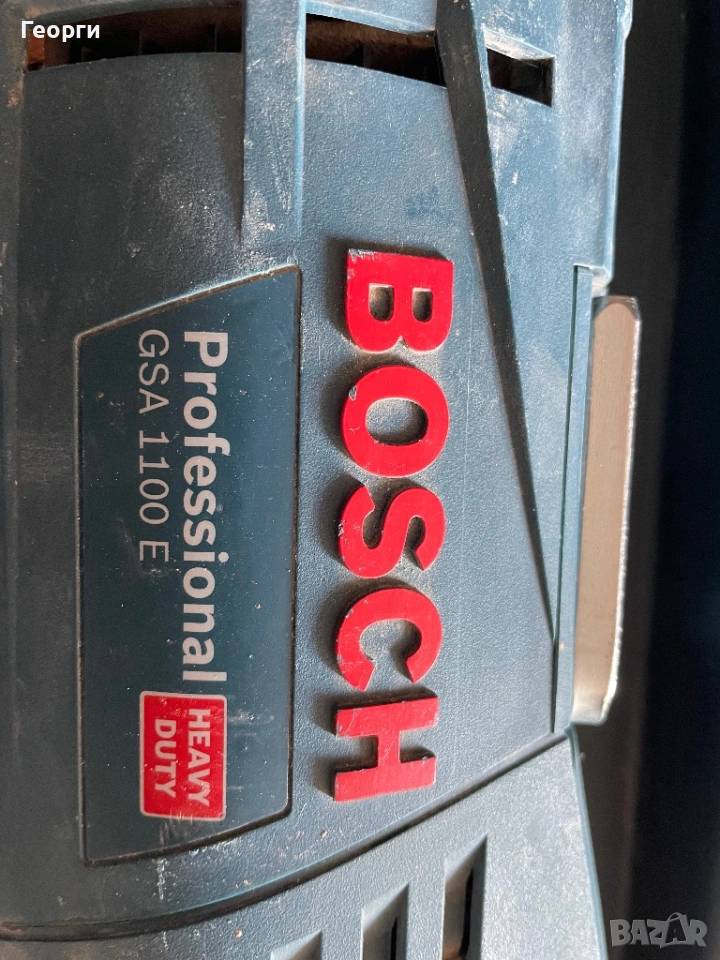 Георги
BOSCH
Professional
GSA 1100 E
HEAVY
DUTY
BAZAR